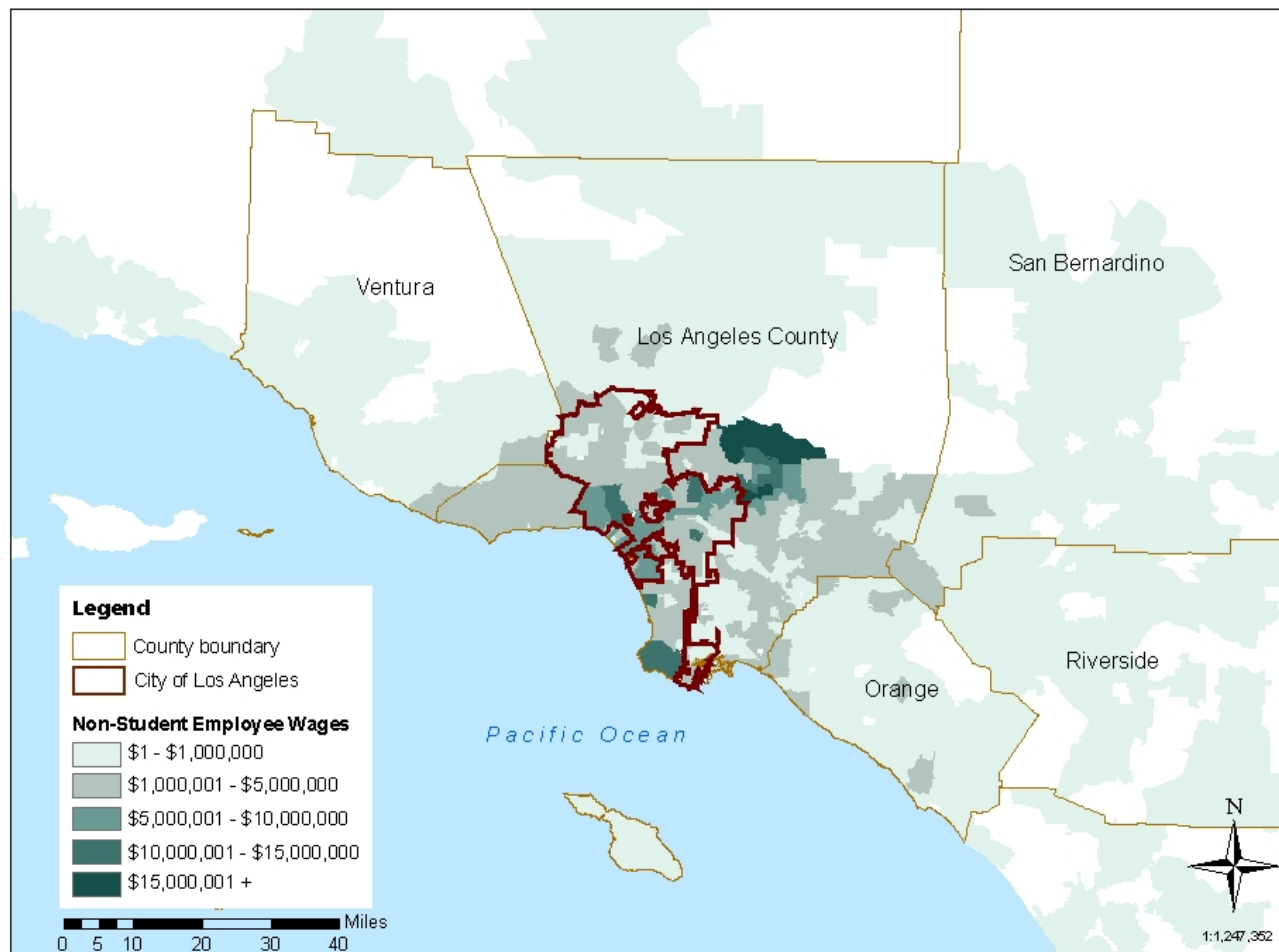 Ventura
San Bernardino
Los Angeles County
Riverside
Orange
Pacific Ocean
Legend
County boundary
City of Los Angeles
Non-Student Employee Wages
$1 - $1,000,000
$1,000,001 - $5,000,000
$5,000,001 - $10,000,000
$10,000,001 - $15,000,000
$15,000,001 +
Miles
0 5 10 20 30 40
N
1:1,247,352